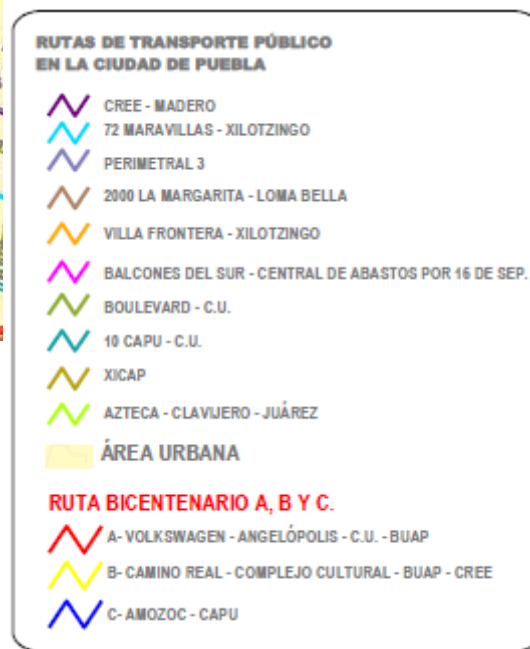 RUTAS DE TRANSPORTE PÚBLICO
EN LA CIUDAD DE PUEBLA
CREE - MADERO
72 MARAVILLAS - XILOTZINGO
PERIMETRAL 3
2000 LA MARGARITA - LOMA BELLA
VILLA FRONTERA - XILOTZINGO
BALCONES DEL SUR - CENTRAL DE ABASTOS POR 16 DE SEP.
BOULEVARD - C.U.
10 CAPU - C.U.
XICAP
AZTECA - CLAVIJERO - JUÁREZ
ÁREA URBANA
RUTA BICENTENARIO A, B Y C.
A- VOLKSWAGEN - ANGELÓPOLIS - C.U. - BUAP
B- CAMINO REAL - COMPLEJO CULTURAL - BUAP - CREE
C- AMOZOC - CAPU